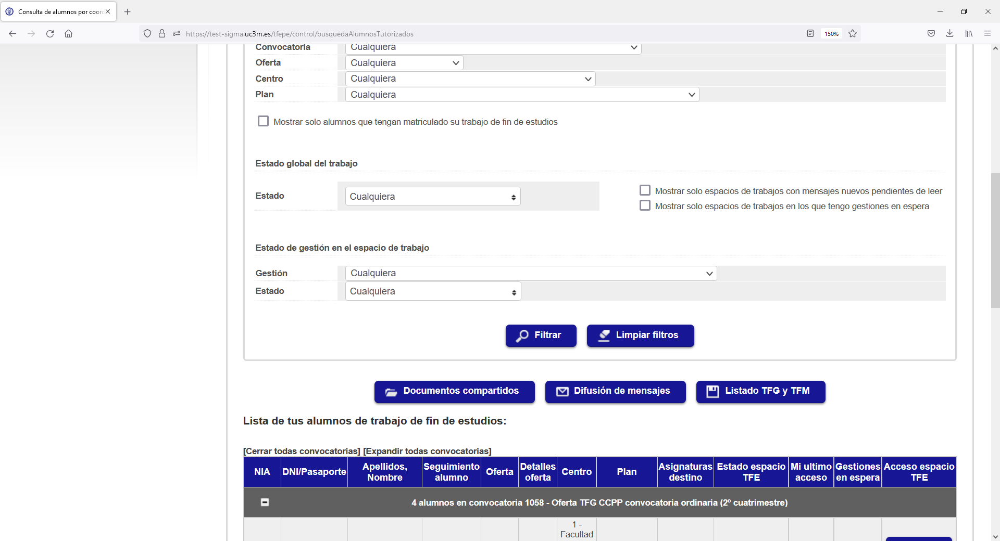 Consulta de alumnos por coor
https://test-sigma.uc3m.es/tfepe/control/busquedaAlumnosTutorizados
150%
Convocatoria Cualquiera
Oferta Cualquiera
Centro Cualquiera
Plan Cualquiera
Mostrar solo alumnos que tengan matriculado su trabajo de fin de estudios
Estado global del trabajo
Estado Cualquiera
Mostrar solo espacios de trabajos con mensajes nuevos pendientes de leer
Mostrar solo espacios de trabajos en los que tengo gestiones en espera
Estado de gestión en el espacio de trabajo
Gestión Cualquiera
Estado Cualquiera
Filtrar Limpiar filtros
Documentos compartidos Difusión de mensajes Listado TFG y TFM
Lista de tus alumnos de trabajo de fin de estudios:
[Cerrar todas convocatorias] [Expandir todas convocatorias]
NIA DNI/Pasaporte Apellidos, Nombre Seguimiento alumno Oferta Detalles oferta Centro Plan Asignaturas destino Estado espacio TFE Mi ultimo acceso Gestiones en espera Acceso espacio TFE
4 alumnos en convocatoria 1058 - Oferta TFG CCPP convocatoria ordinaria (2º cuatrimestre)
1 -
Facultad